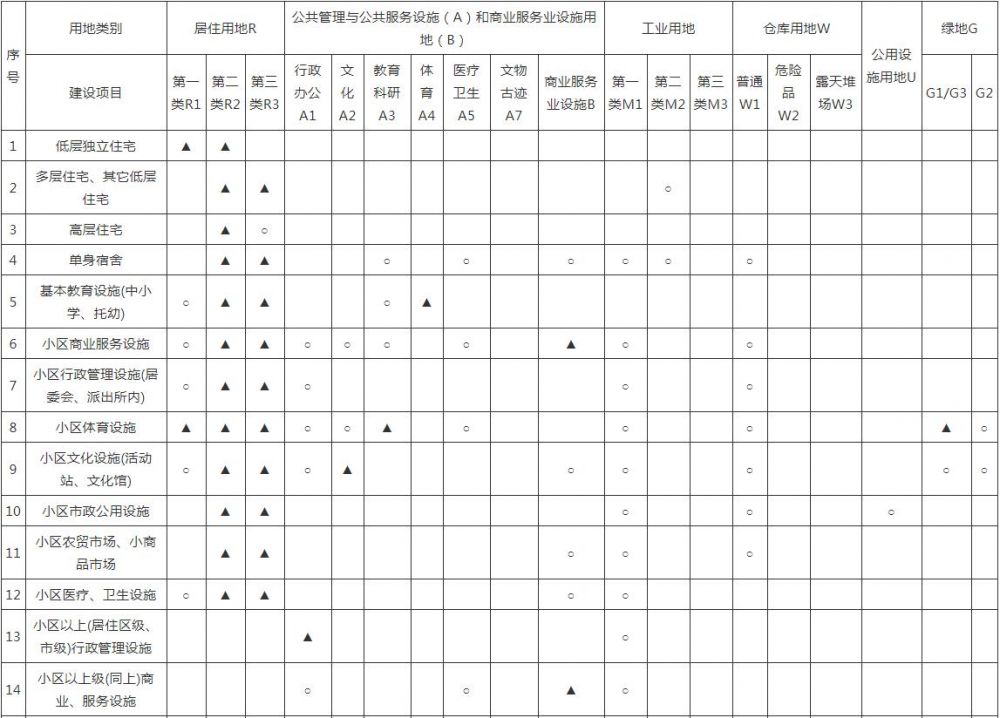 序号 用地类别 居住用地R 公共管理与公共服务设施（A）和商业服务业设施用地（B） 工业用地 仓库用地W 公用设施用地U 绿地G
建设项目 第一类R1 第二类R2 第三类R3 行政办公A1 文化A2 教育科研A3 体育A4 医疗卫生A5 文物古迹A7 商业服务业设施B 第一类M1 第二类M2 第三类M3 普通W1 危险品W2 露天堆场W3 G1/G3 G2
1 低层独立住宅 ▲ ▲
2 多层住宅、其它低层住宅 ▲ ▲ ○
3 高层住宅 ▲ ○
4 单身宿舍 ▲ ▲ ○ ○ ○ ○ ○ ○
5 基本教育设施(中小学、托幼) ○ ▲ ▲ ○ ▲
6 小区商业服务设施 ○ ▲ ▲ ○ ○ ○ ○ ▲ ○ ○
7 小区行政管理设施(居委会、派出所内) ○ ▲ ▲ ○ ○ ○
8 小区体育设施 ▲ ▲ ▲ ○ ○ ▲ ○ ○ ○ ▲ ○
9 小区文化设施(活动站、文化馆) ○ ▲ ▲ ○ ▲ ○ ○ ○ ○ ○
10 小区市政公用设施 ▲ ▲ ○ ○ ○
11 小区农贸市场、小商品市场 ▲ ▲ ○ ○ ○
12 小区医疗、卫生设施 ○ ▲ ▲ ○ ○
13 小区以上(居住区级、市级)行政管理设施 ▲ ○
14 小区以上级(同上)商业、服务设施 ○ ○ ▲ ○